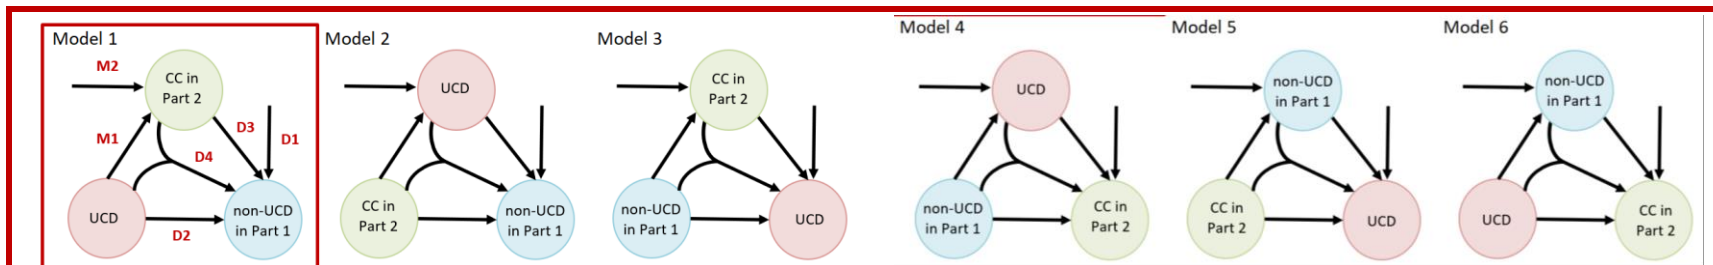 Model 1
M2
CC in
Part 2
M1
D3
D1
D4
UCD
D2
non-UCD
in Part 1
Model 2
UCD
CC in
Part 2
non-UCD
in Part 1
Model 3
CC in
Part 2
non-UCD
in Part 1
UCD
Model 4
UCD
non-UCD
in Part 1
CC in
Part 2
Model 5
non-UCD
in Part 1
CC in
Part 2
UCD
Model 6
non-UCD
in Part 1
UCD
CC in
Part 2